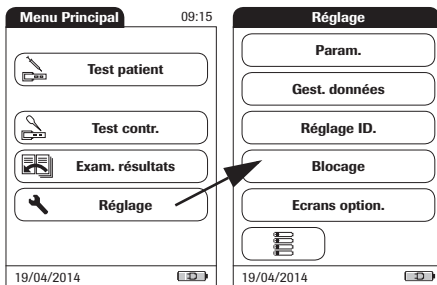 Menu Principal 09:15
Test patient
Test contr.
Exam. résultats
Réglage
19/04/2014
Réglage
Param.
Gest. données
Réglage ID.
Blocage
Ecrans option.
19/04/2014